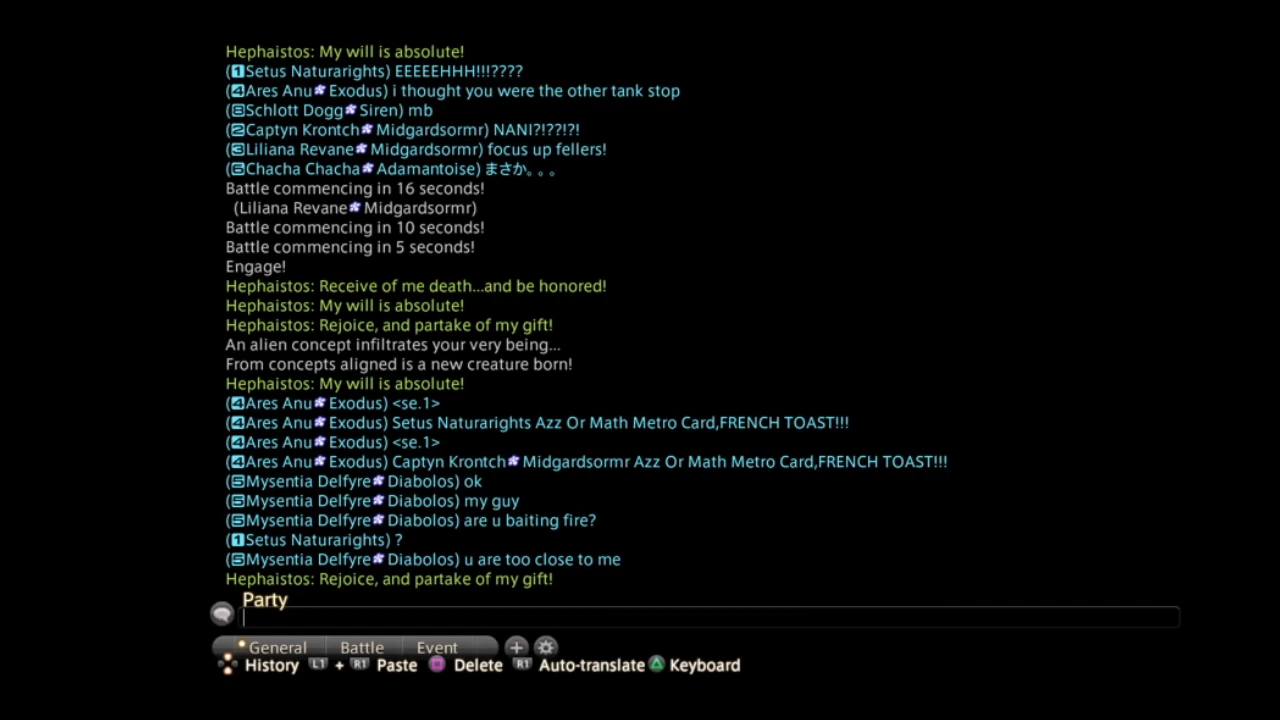 Hephaistos: My will is absolute!
(1Setus Naturarights) EEEEEHHH!!!????
(4Ares Anu Exodus) i thought you were the other tank stop
(8Schlott Dogg Siren) mb
(2Captyn Krontch Midgardsormr) NANI?!??!?!
(3Liliana Revane Midgardsormr) focus up fellers!
(6Chacha Chacha Adamantoise) まさか。。。
Battle commencing in 16 seconds!
(Liliana Revane Midgardsormr)
Battle commencing in 10 seconds!
Battle commencing in 5 seconds!
Engage!
Hephaistos: Receive of me death...and be honored!
Hephaistos: My will is absolute!
Hephaistos: Rejoice, and partake of my gift!
An alien concept infiltrates your very being...
From concepts aligned is a new creature born!
Hephaistos: My will is absolute!
(4Ares Anu Exodus) <se.1>
(4Ares Anu Exodus) Setus Naturarights Azz Or Math Metro Card,FRENCH TOAST!!!
(4Ares Anu Exodus) <se.1>
(4Ares Anu Exodus) Captyn Krontch Midgardsormr Azz Or Math Metro Card,FRENCH TOAST!!!
(5Mysentia Delfyre Diabolos) ok
(5Mysentia Delfyre Diabolos) my guy
(5Mysentia Delfyre Diabolos) are u baiting fire?
(1Setus Naturarights) ?
(5Mysentia Delfyre Diabolos) u are too close to me
Hephaistos: Rejoice, and partake of my gift!
Party
General Battle Event +
History L1 + R1 Paste Delete R1 Auto-translate Keyboard